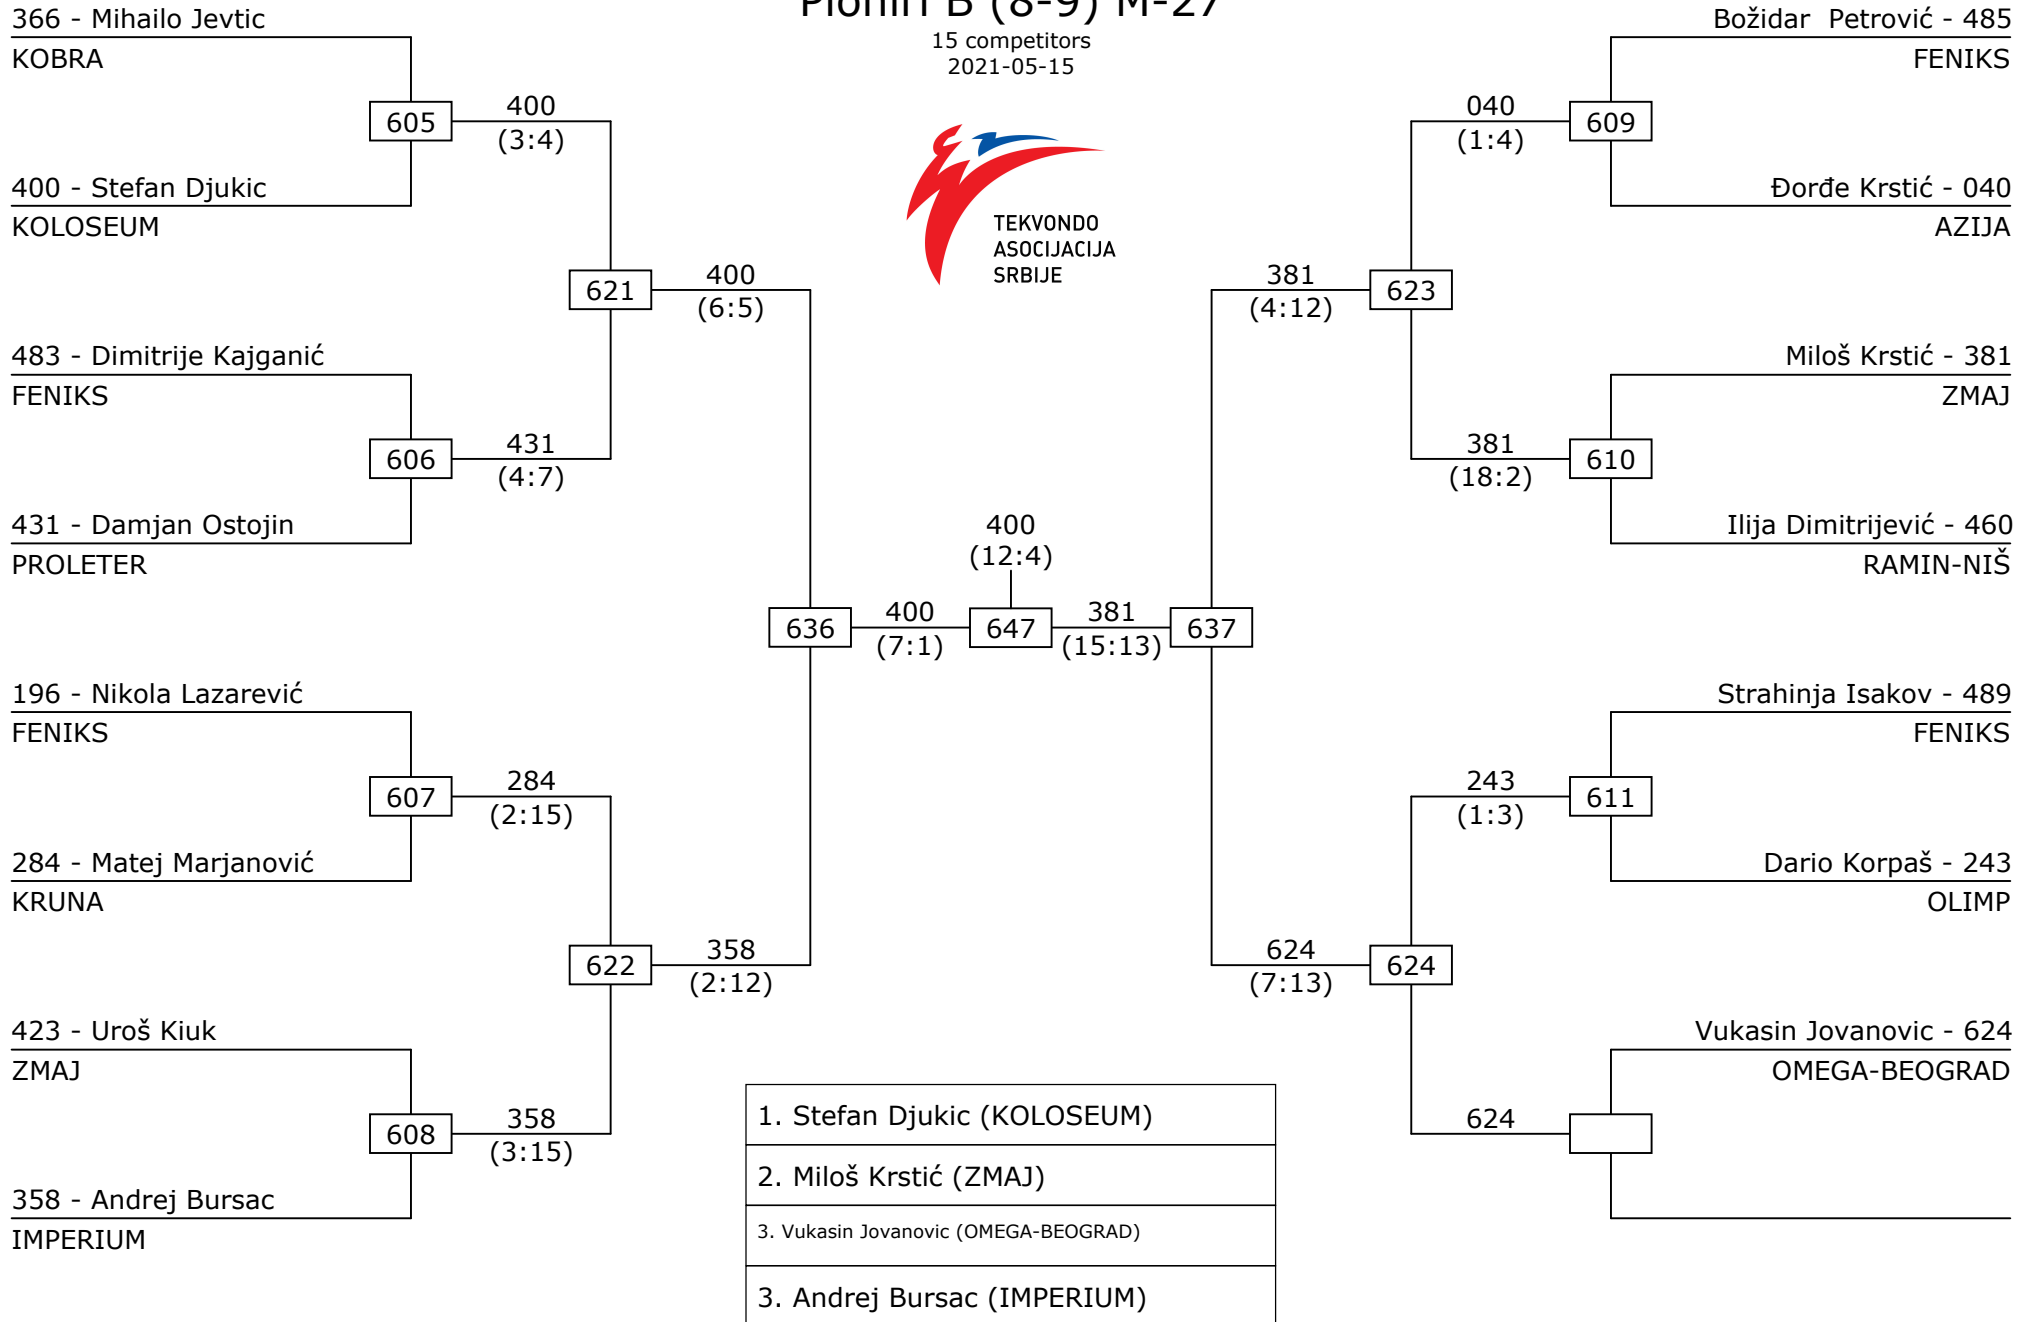 Pioniri B (8-9) M-27
15 competitors
2021-05-15
TEKVONDO
ASOCIJACIJA
SRBIJE
366 - Mihailo Jevtic
KOBRA
605
400
(3:4)
400 - Stefan Djukic
KOLOSEUM
621
400
(6:5)
483 - Dimitrije Kajganić
FENIKS
606
431
(4:7)
431 - Damjan Ostojin
PROLETER
636
400
(7:1)
196 - Nikola Lazarević
FENIKS
607
284
(2:15)
284 - Matej Marjanović
KRUNA
622
358
(2:12)
423 - Uroš Kiuk
ZMAJ
608
358
(3:15)
358 - Andrej Bursac
IMPERIUM
400
(12:4)
647
Božidar  Petrović - 485
FENIKS
040
(1:4)
609
Đorđe Krstić - 040
AZIJA
381
(4:12)
623
Miloš Krstić - 381
ZMAJ
381
(18:2)
610
Ilija Dimitrijević - 460
RAMIN-NIŠ
381
(15:13)
637
Strahinja Isakov - 489
FENIKS
243
(1:3)
611
Dario Korpaš - 243
OLIMP
624
(7:13)
624
Vukasin Jovanovic - 624
OMEGA-BEOGRAD
624
1. Stefan Djukic (KOLOSEUM)
2. Miloš Krstić (ZMAJ)
3. Vukasin Jovanovic (OMEGA-BEOGRAD)
3. Andrej Bursac (IMPERIUM)